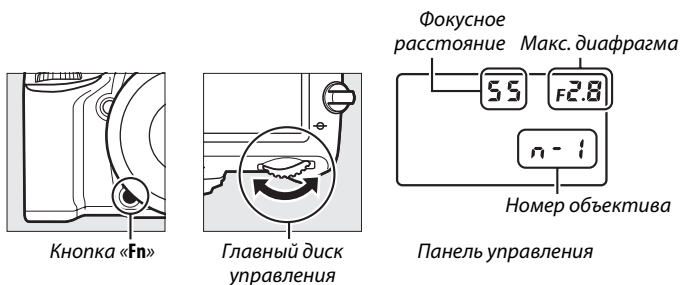 Фокусное
расстояние
Макс. диафрагма
55
F2.8
n-1
Номер объектива
Кнопка «Fn»
Главный диск
управления
Панель управления